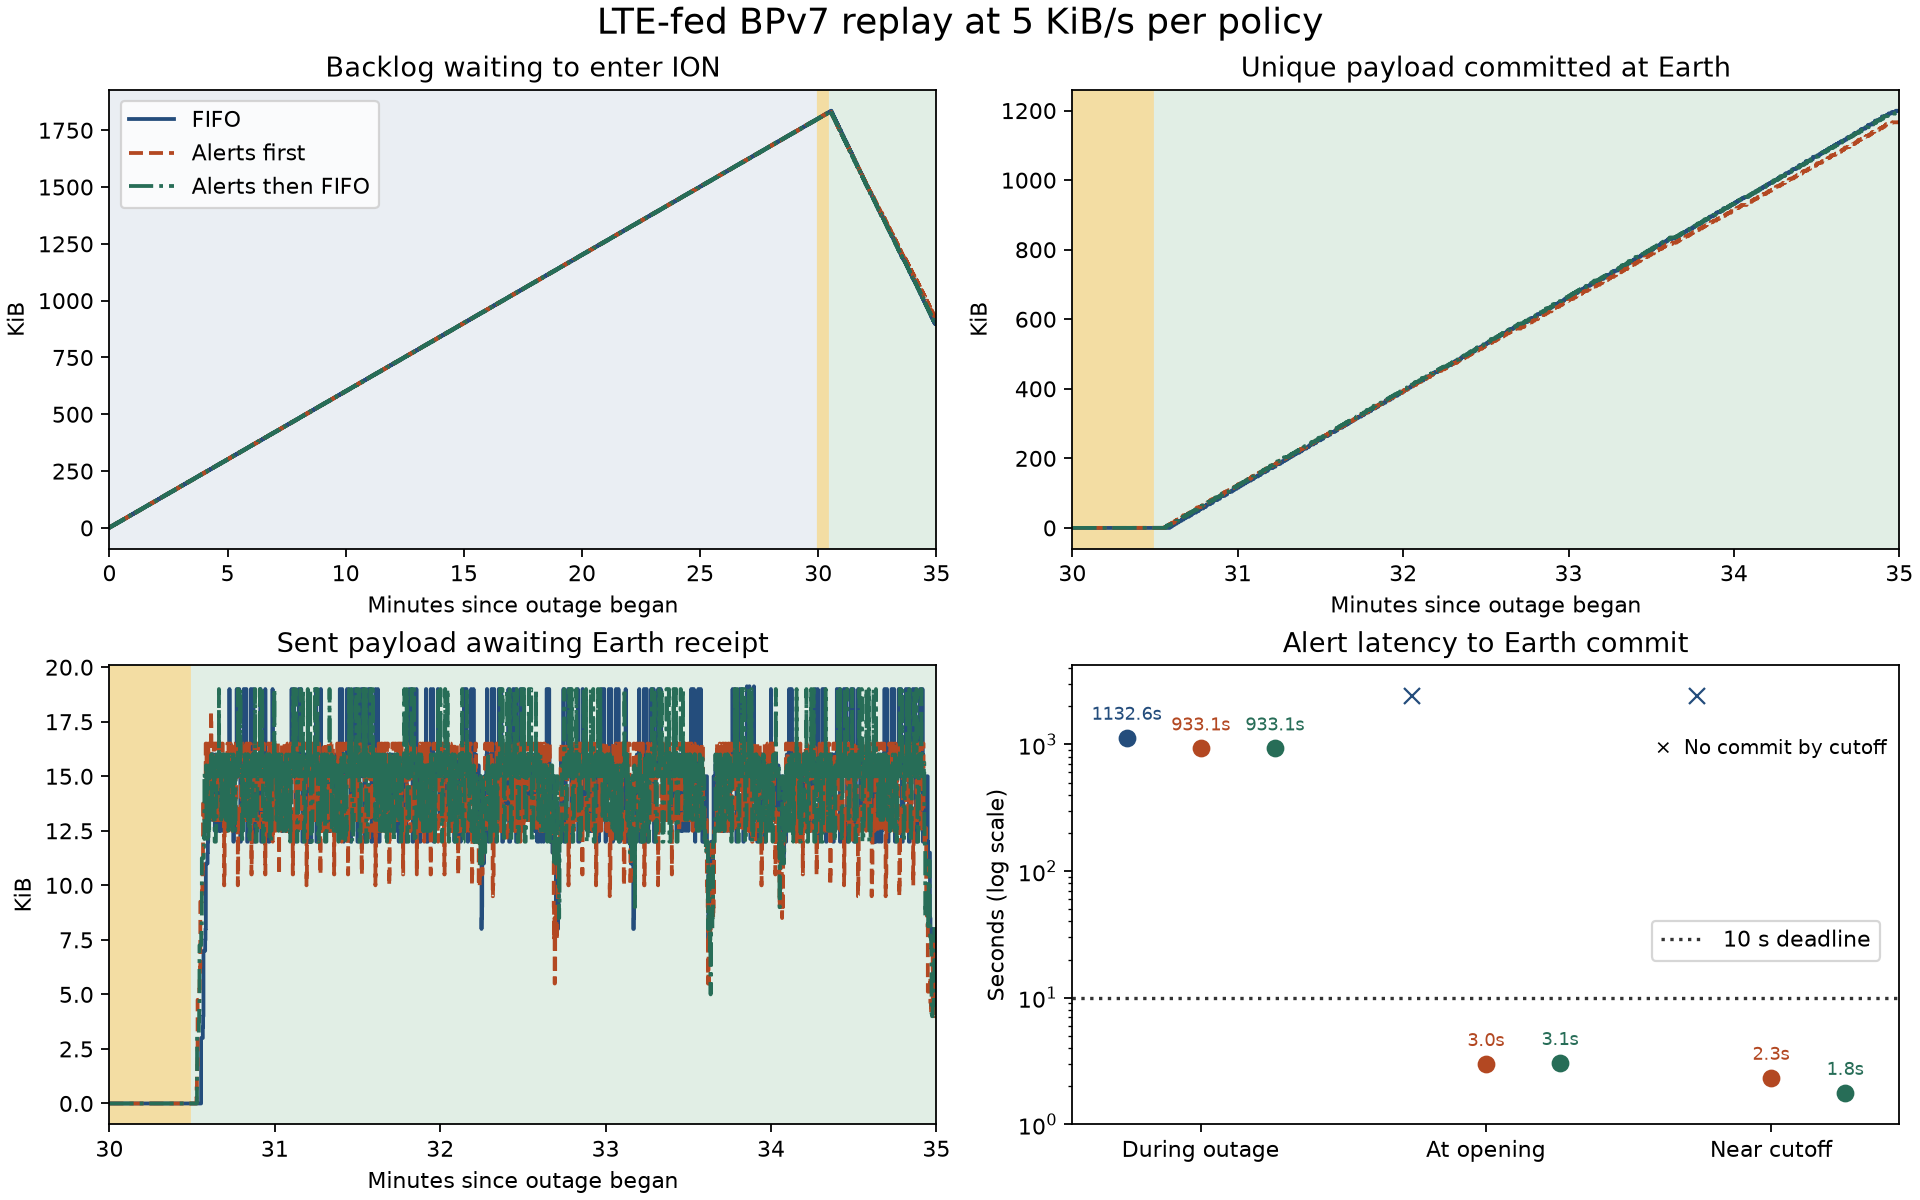 LTE-fed BPv7 replay at 5 KiB/s per policy
Backlog waiting to enter ION
FIFO
Alerts first
Alerts then FIFO
1750
1500
1250
1000
750
500
250
0
KiB
0 5 10 15 20 25 30 35
Minutes since outage began
Unique payload committed at Earth
1200
1000
800
600
400
200
0
KiB
30 31 32 33 34 35
Minutes since outage began
Sent payload awaiting Earth receipt
20.0
17.5
15.0
12.5
10.0
7.5
5.0
2.5
0.0
KiB
30 31 32 33 34 35
Minutes since outage began
Alert latency to Earth commit
1132.6s 933.1s 933.1s
× No commit by cutoff
10 s deadline
3.0s 3.1s
2.3s
1.8s
10³
10²
10¹
10⁰
Seconds (log scale)
During outage At opening Near cutoff